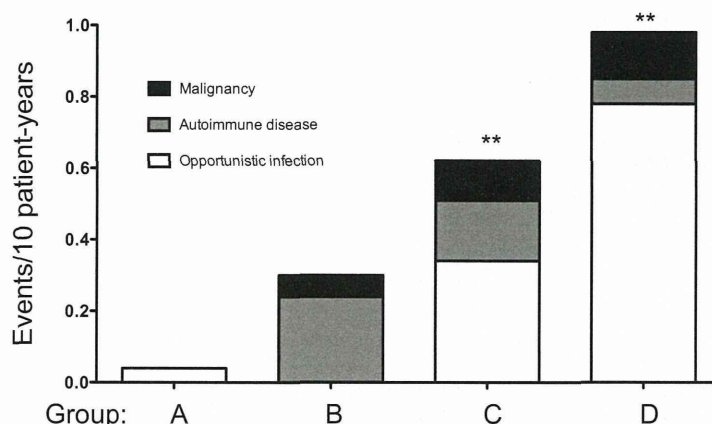 Events/10 patient-years
1.0
0.8
0.6
0.4
0.2
0.0
Malignancy
Autoimmune disease
Opportunistic infection
**
**
Group: A B C D